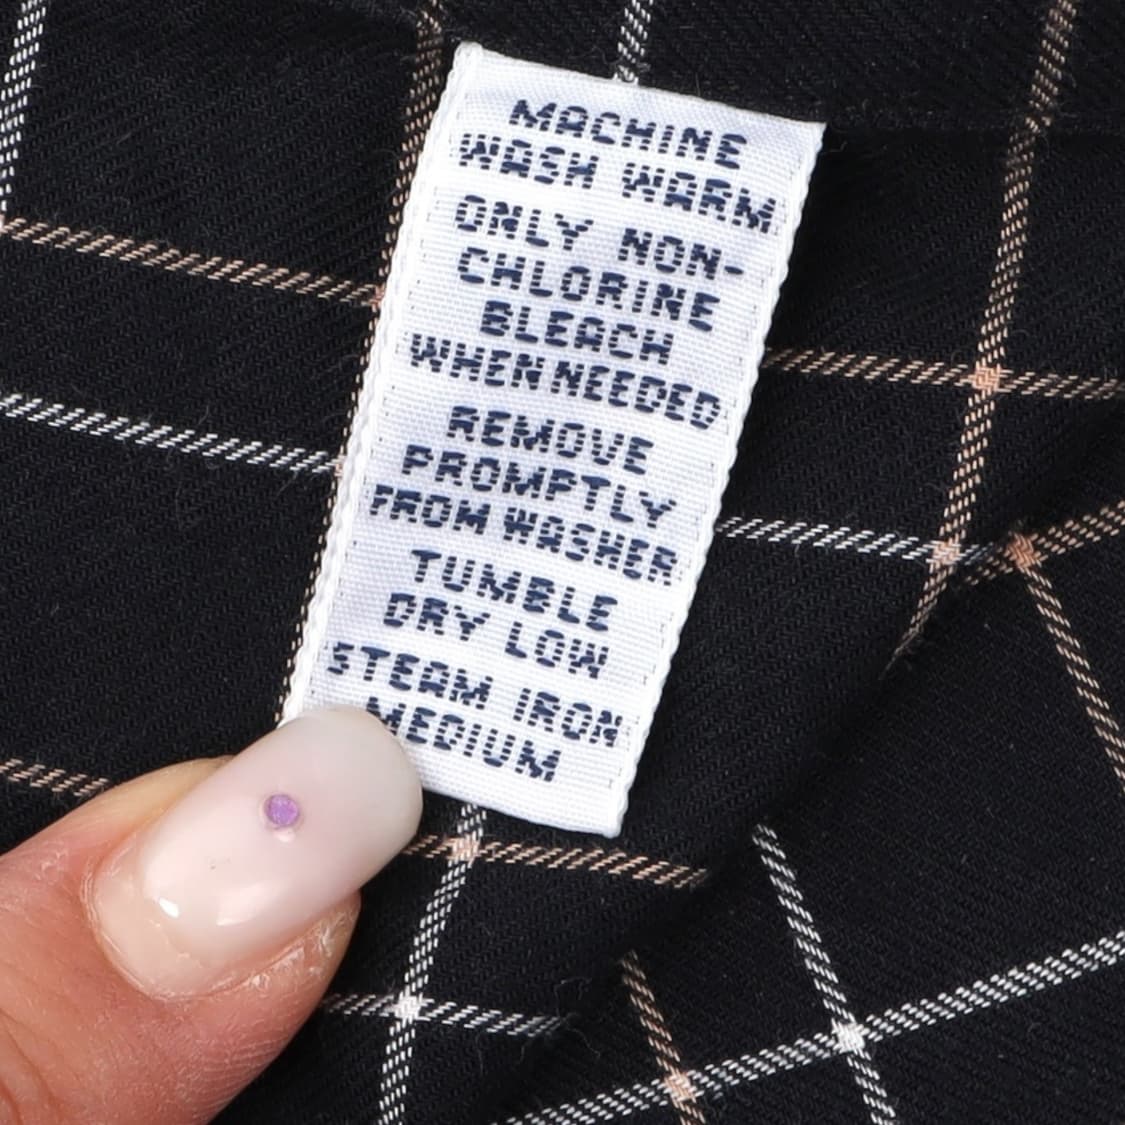 MACHINE
WASH WARM
ONLY NON-
CHLORINE
BLEACH
WHEN NEEDED
REMOVE
PROMPTLY
FROM WASHER
TUMBLE
DRY LOW
STEAM IRON
MEDIUM